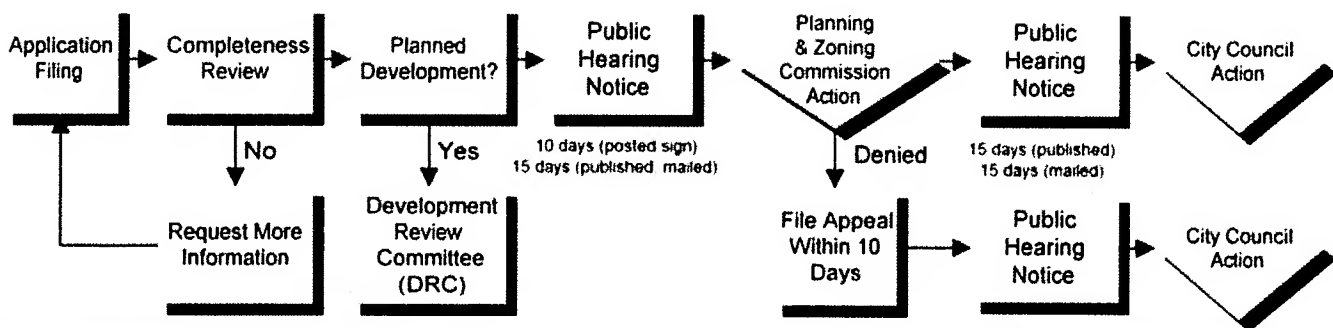 Application
Filing
Completeness
Review
Planned
Development?
Public
Hearing
Notice
Planning
& Zoning
Commission
Action
Public
Hearing
Notice
City Council
Action
No
Yes
10 days (posted sign)
15 days (published mailed)
Denied
15 days (published)
15 days (mailed)
Request More
Information
Development
Review
Committee
(DRC)
File Appeal
Within 10
Days
Public
Hearing
Notice
City Council
Action